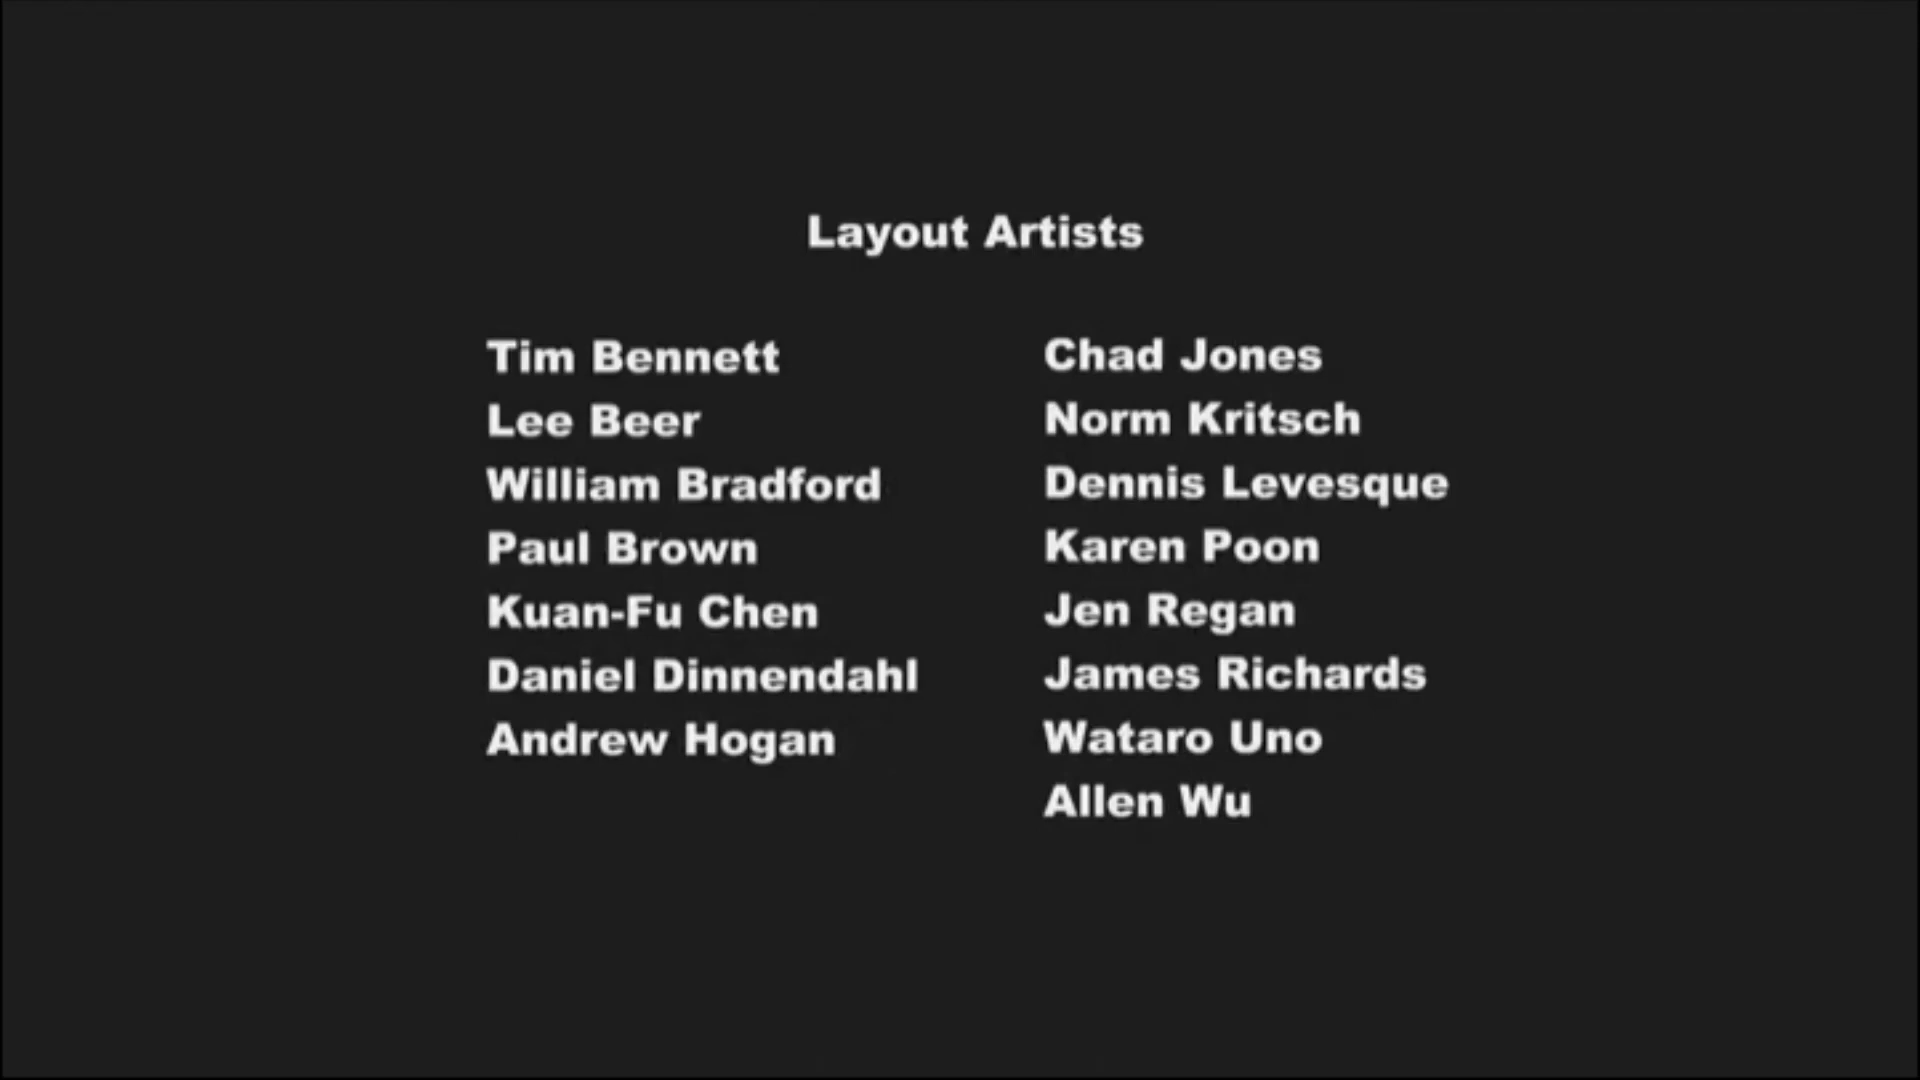 Layout Artists
Tim Bennett
Lee Beer
William Bradford
Paul Brown
Kuan-Fu Chen
Daniel Dinnendahl
Andrew Hogan
Chad Jones
Norm Kritsch
Dennis Levesque
Karen Poon
Jen Regan
James Richards
Wataro Uno
Allen Wu